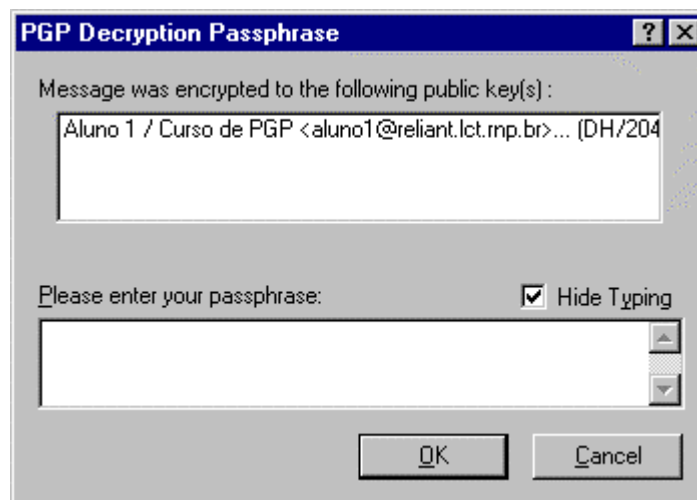 PGP Decryption Passphrase
Message was encrypted to the following public key(s) :
Aluno 1 / Curso de PGP <aluno1@reliant.lct.rnp.br>... (DH/204
Please enter your passphrase:
Hide Typing
OK
Cancel